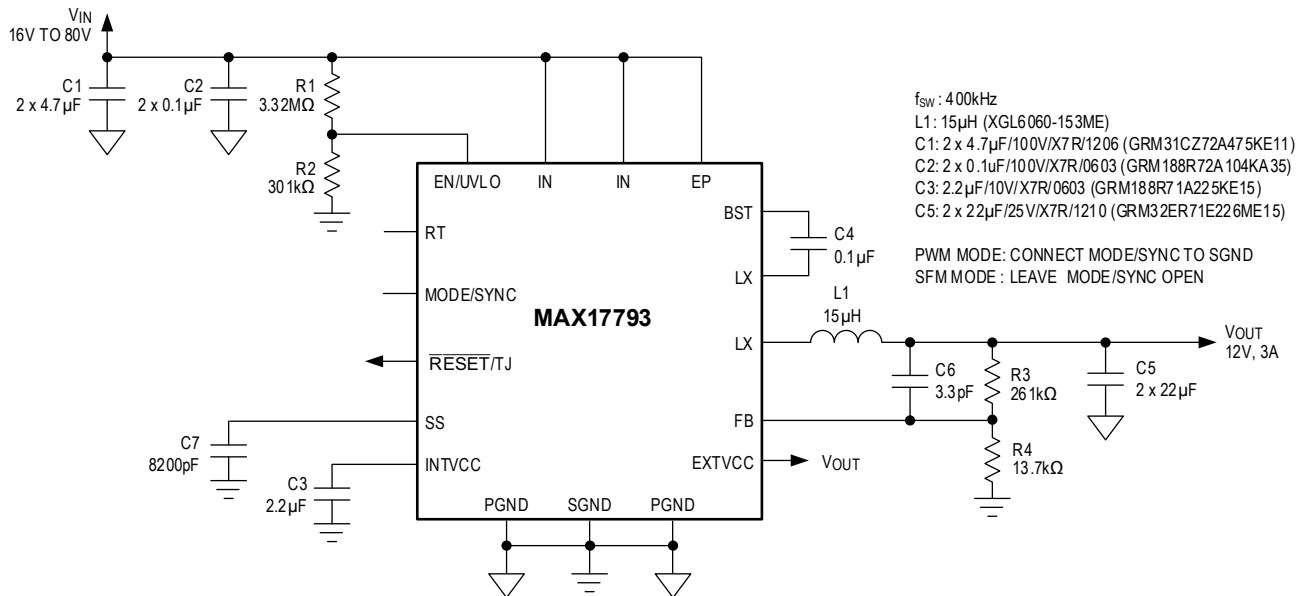 VIN
16V TO 80V
C1
2 x 4.7µF
C2
2 x 0.1µF
R1
3.32MΩ
R2
301kΩ
EN/UVLO
IN
IN
EP
RT
MODE/SYNC
RESET/TJ
SS
INTVCC
C7
8200pF
C3
2.2µF
MAX17793
PGND
SGND
PGND
BST
LX
LX
FB
EXTVCC
C4
0.1µF
L1
15µH
C6
3.3pF
R3
261kΩ
R4
13.7kΩ
C5
2 x 22µF
VOUT
12V, 3A
VOUT
fSW : 400kHz
L1: 15µH (XGL6060-153ME)
C1: 2 x 4.7µF/100V/X7R/1206 (GRM31CZ72A475KE11)
C2: 2 x 0.1uF/100V/X7R/0603 (GRM188R72A104KA35)
C3: 2.2µF/10V/X7R/0603 (GRM188R71A225KE15)
C5: 2 x 22µF/25V/X7R/1210 (GRM32ER71E226ME15)
PWM MODE: CONNECT MODE/SYNC TO SGND
SFM MODE : LEAVE MODE/SYNC OPEN